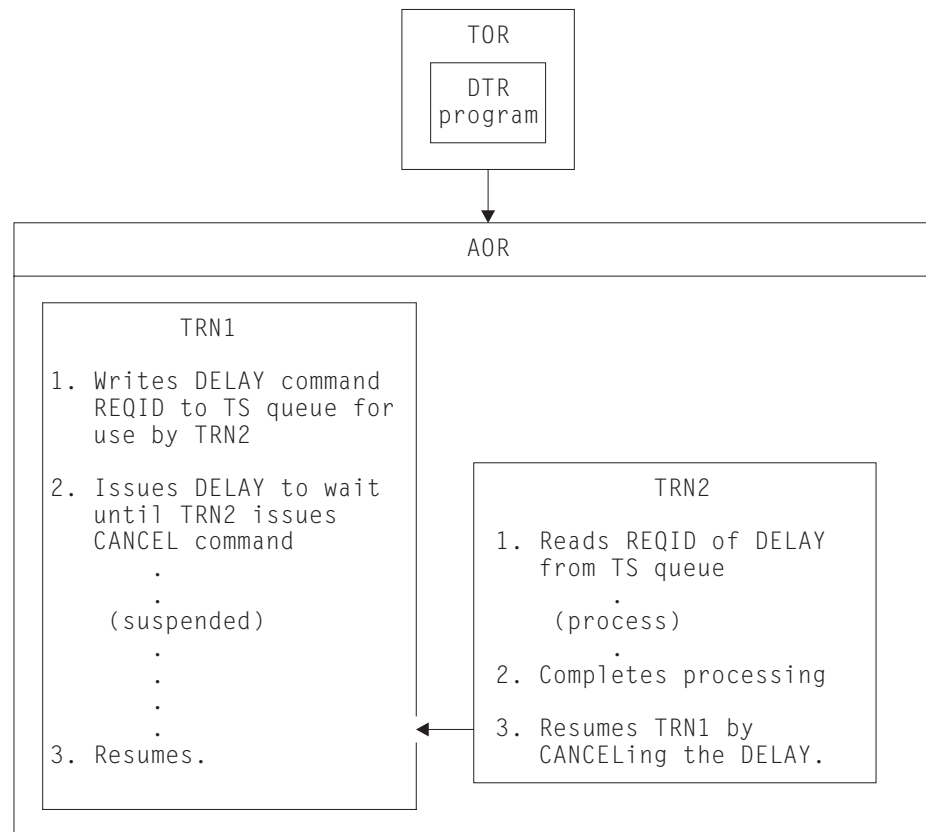 TOR
DTR
program
AOR
TRN1
1. Writes DELAY command
REQID to TS queue for
use by TRN2
2. Issues DELAY to wait
until TRN2 issues
CANCEL command
.
.
(suspended)
.
.
.
.
3. Resumes.
TRN2
1. Reads REQID of DELAY
from TS queue
.
(process)
.
2. Completes processing
3. Resumes TRN1 by
CANCELing the DELAY.